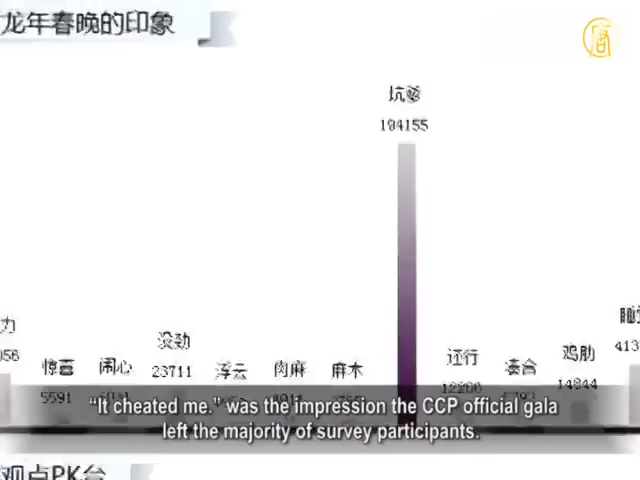 龙年春晚的印象
坑爹
194155
没劲
23711
惊喜
5591
闹心
浮云
肉麻
麻木
还行
凑合
鸡肋
14844
"It cheated me." was the impression the CCP official gala
left the majority of survey participants.
观点PK台